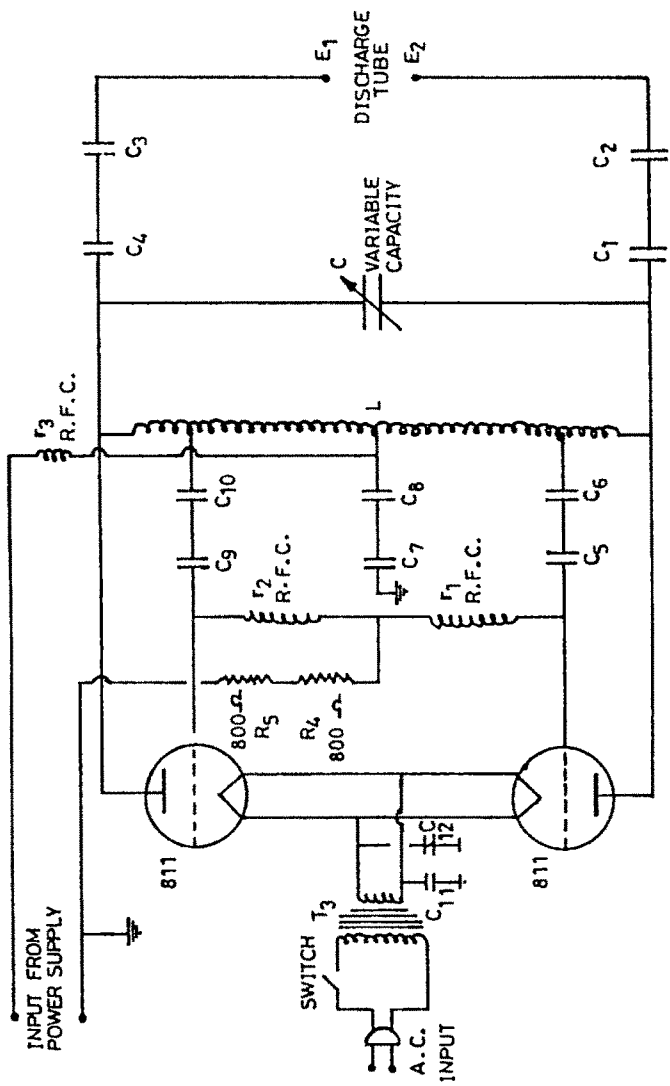 INPUT FROM
POWER SUPPLY
r3
R.F.C.
C4
C3
E1
DISCHARGE
TUBE
E2
C
VARIABLE
CAPACITY
L
C10
C9
r2
R.F.C.
C8
C7
r1
R.F.C.
C6
C5
C1
C2
800Ω
R5
R4
800 Ω
811
811
C12
C11
T3
SWITCH
A.C.
INPUT